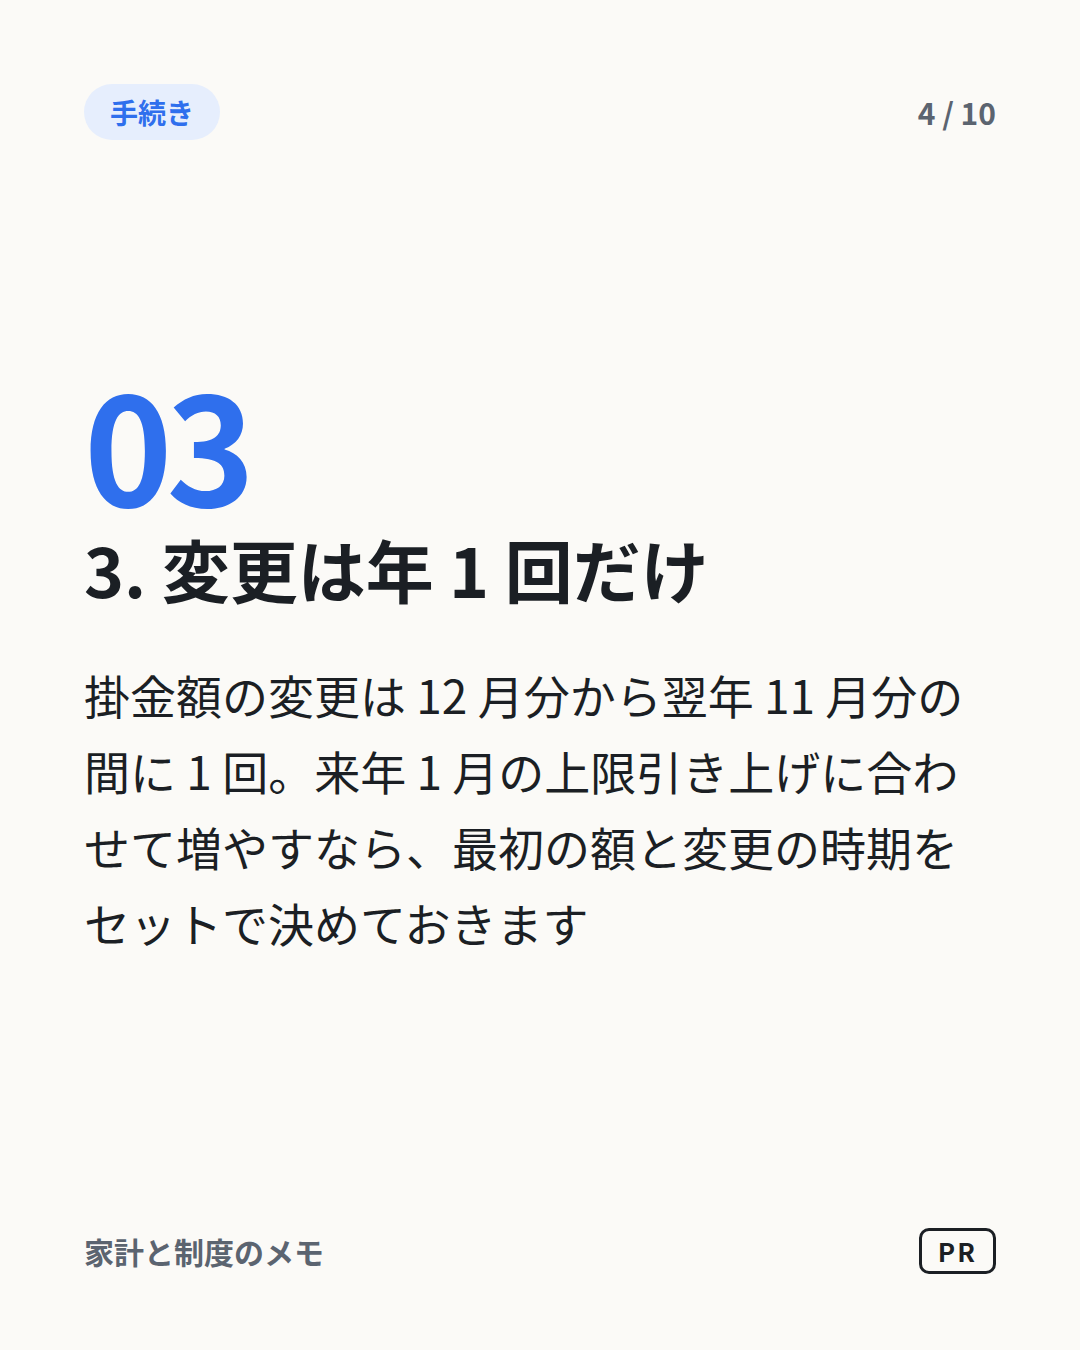 手続き
4 / 10
03
3. 変更は年 1 回だけ
掛金額の変更は 12 月分から翌年 11 月分の
間に 1 回。来年 1 月の上限引き上げに合わ
せて増やすなら、最初の額と変更の時期を
セットで決めておきます
家計と制度のメモ
PR